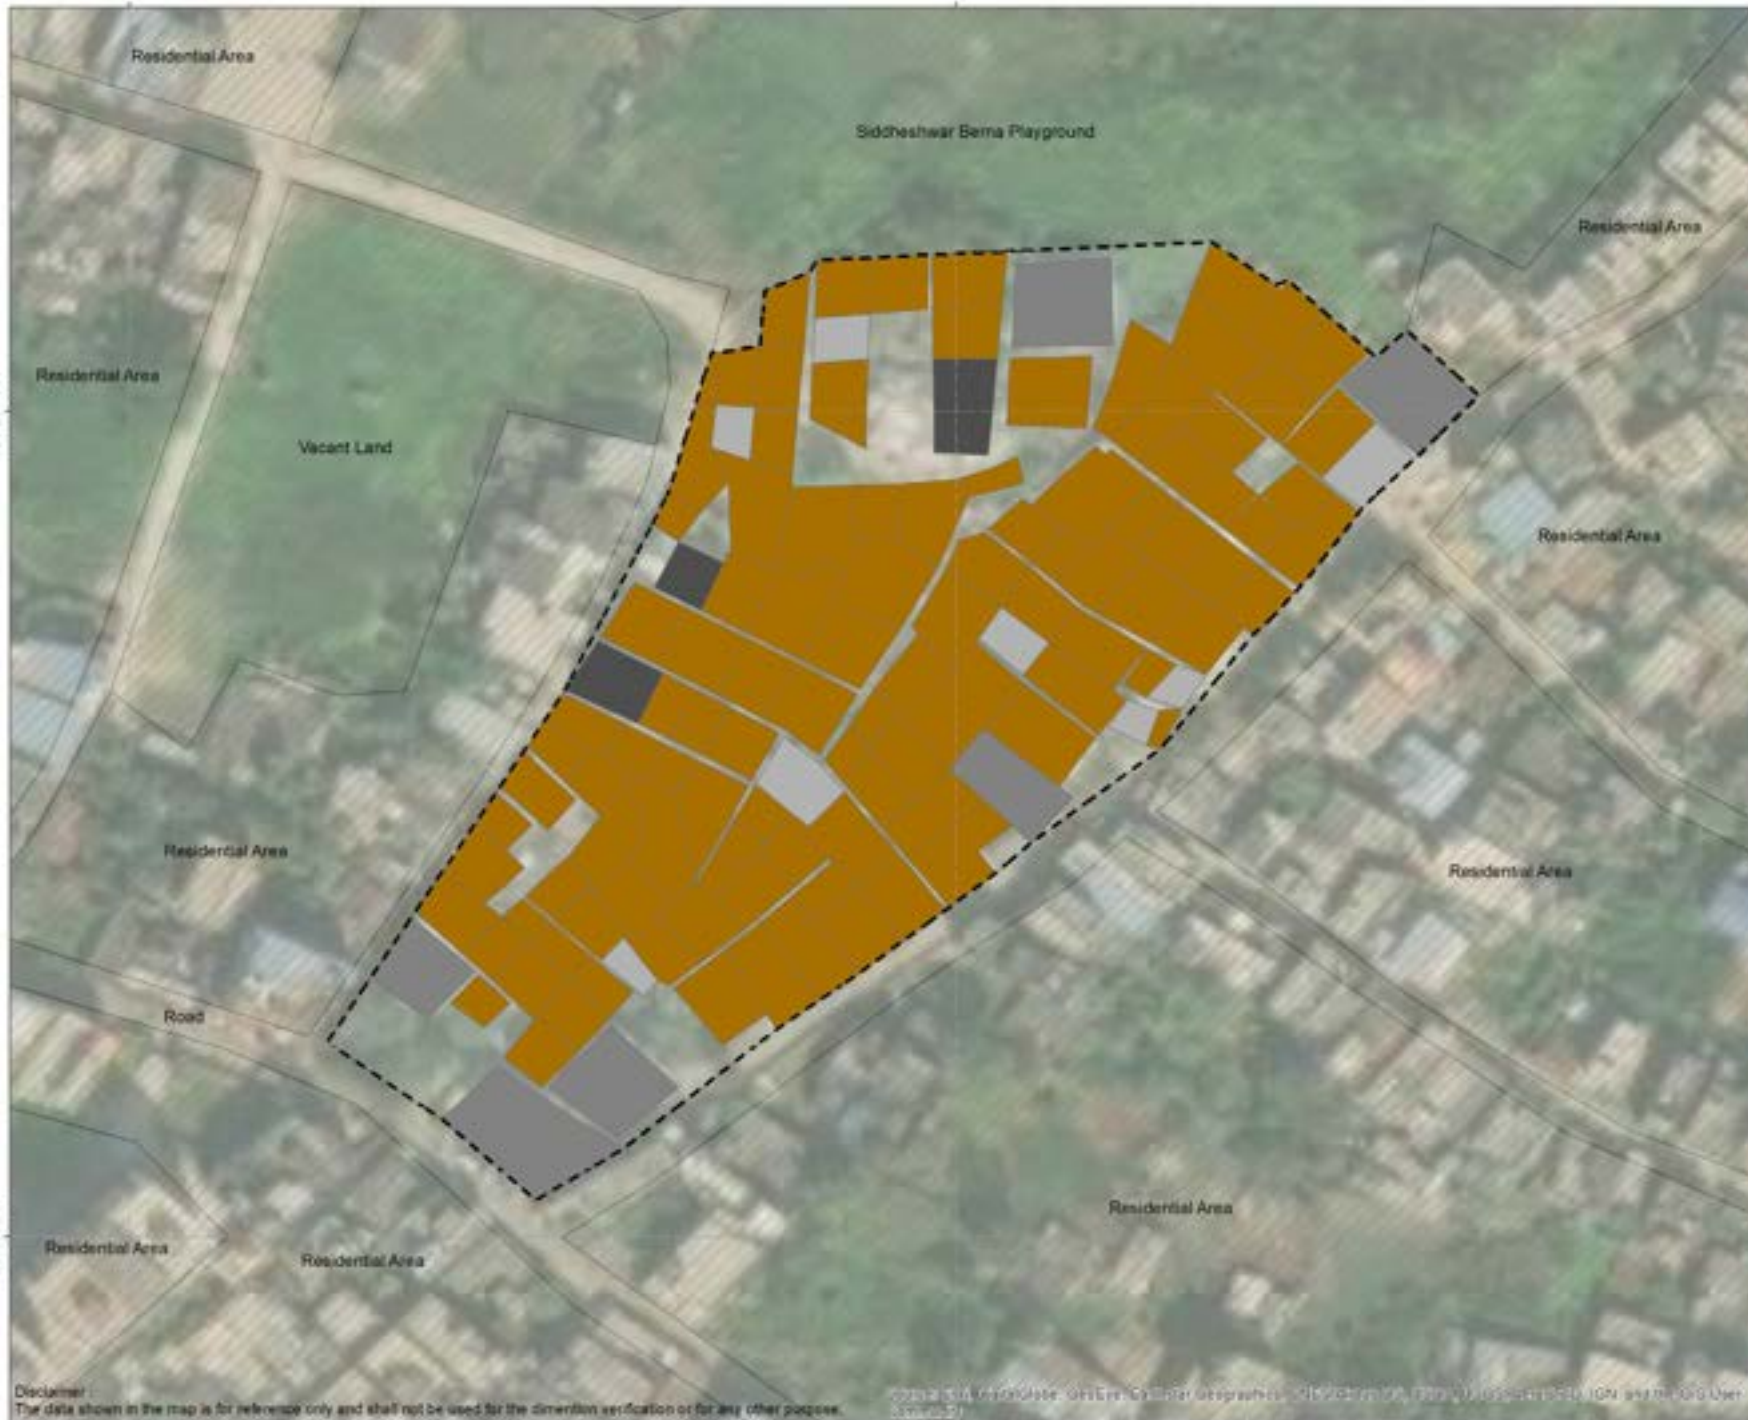 Residential Area
Siddheshwar Berna Playground
Residential Area
Residential Area
Vacant Land
Residential Area
Residential Area
Residential Area
Road
Residential Area
Residential Area
Residential Area
Disclaimer :
The data shown in the map is for reference only and shall not be used for the dimention verification or for any other purpose.